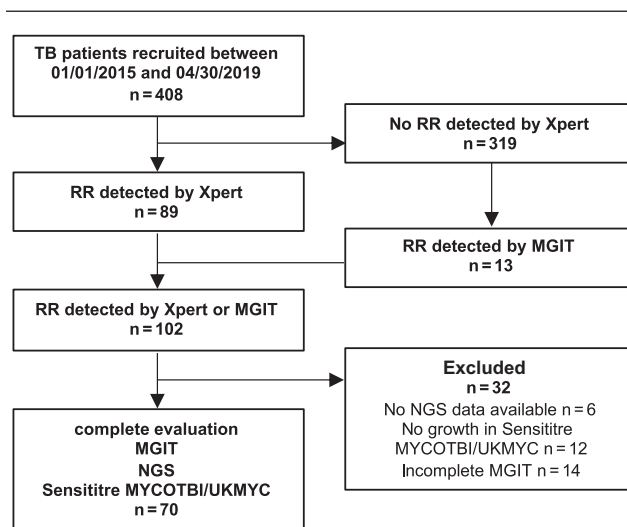 TB patients recruited between
01/01/2015 and 04/30/2019
n = 408
No RR detected by Xpert
n = 319
RR detected by Xpert
n = 89
RR detected by MGIT
n = 13
RR detected by Xpert or MGIT
n = 102
Excluded
n = 32
No NGS data available n = 6
No growth in Sensititre
MYCOTBI/UKMYC n = 12
Incomplete MGIT n = 14
complete evaluation
MGIT
NGS
Sensititre MYCOTBI/UKMYC
n = 70